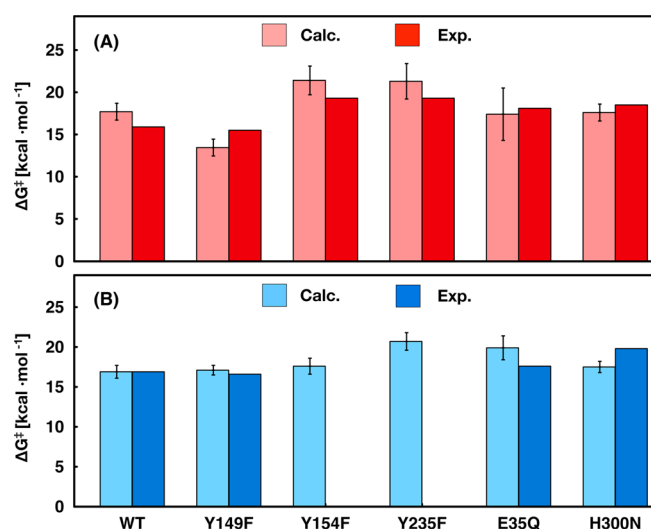 (A) Calc. Exp.
25
20
15
10
5
0
ΔG‡ [kcal ·mol -1]
(B) Calc. Exp.
25
20
15
10
5
0
ΔG‡ [kcal ·mol -1]
WT Y149F Y154F Y235F E35Q H300N